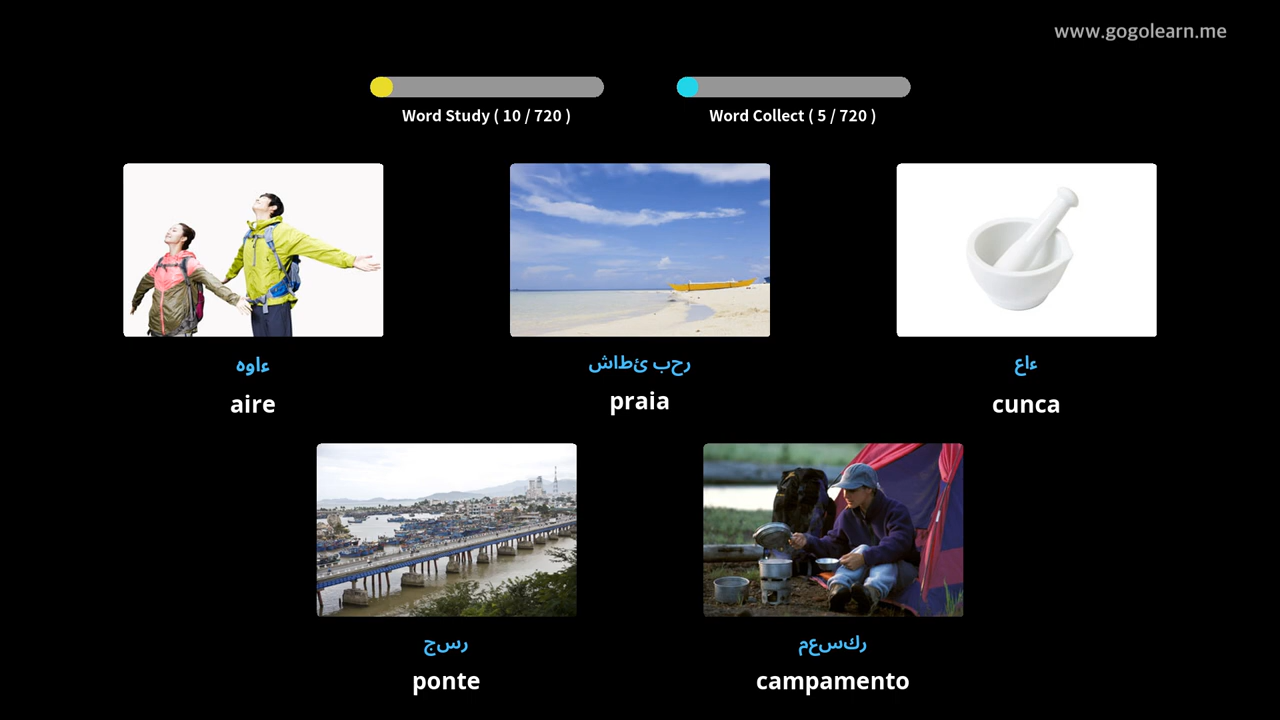 www.gogolearn.me
Word Study ( 10 / 720 )
Word Collect ( 5 / 720 )
ءاوه
aire
رحب ئطاش
praia
ءاع
cunca
رسج
ponte
ركسعم
campamento